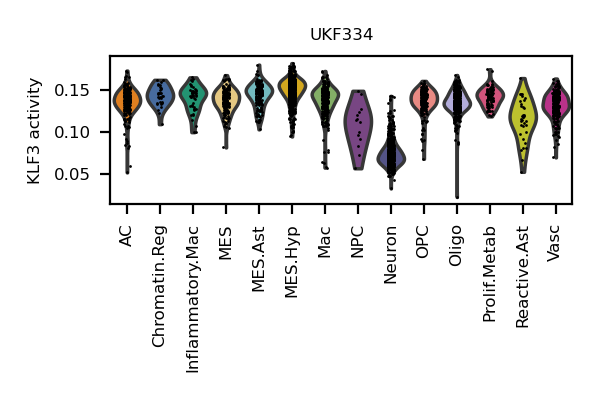 UKF334
KLF3 activity
0.15
0.10
0.05
AC
Chromatin.Reg
Inflammatory.Mac
MES
MES.Ast
MES.Hyp
Mac
NPC
Neuron
OPC
Oligo
Prolif.Metab
Reactive.Ast
Vasc